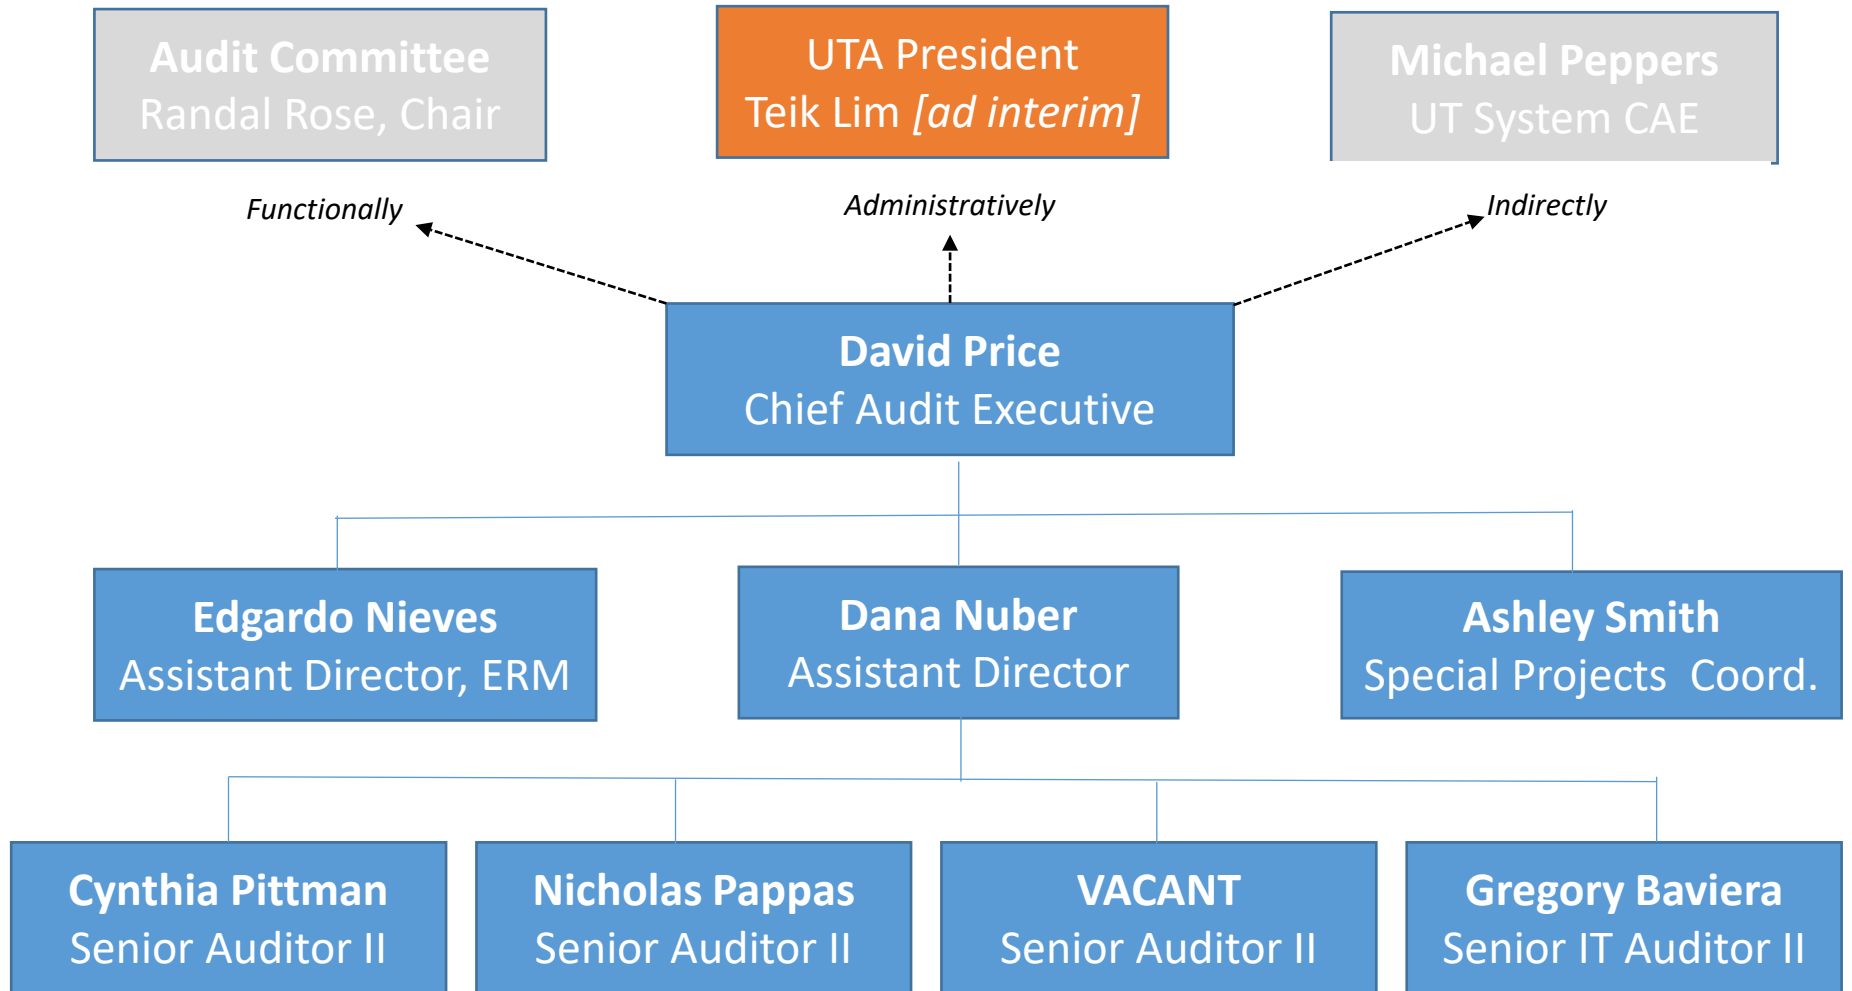 Audit Committee
Randal Rose, Chair
UTA President
Teik Lim [ad interim]
Michael Peppers
UT System CAE
Functionally
Administratively
Indirectly
David Price
Chief Audit Executive
Edgardo Nieves
Assistant Director, ERM
Dana Nuber
Assistant Director
Ashley Smith
Special Projects  Coord.
Cynthia Pittman
Senior Auditor II
Nicholas Pappas
Senior Auditor II
VACANT
Senior Auditor II
Gregory Baviera
Senior IT Auditor II